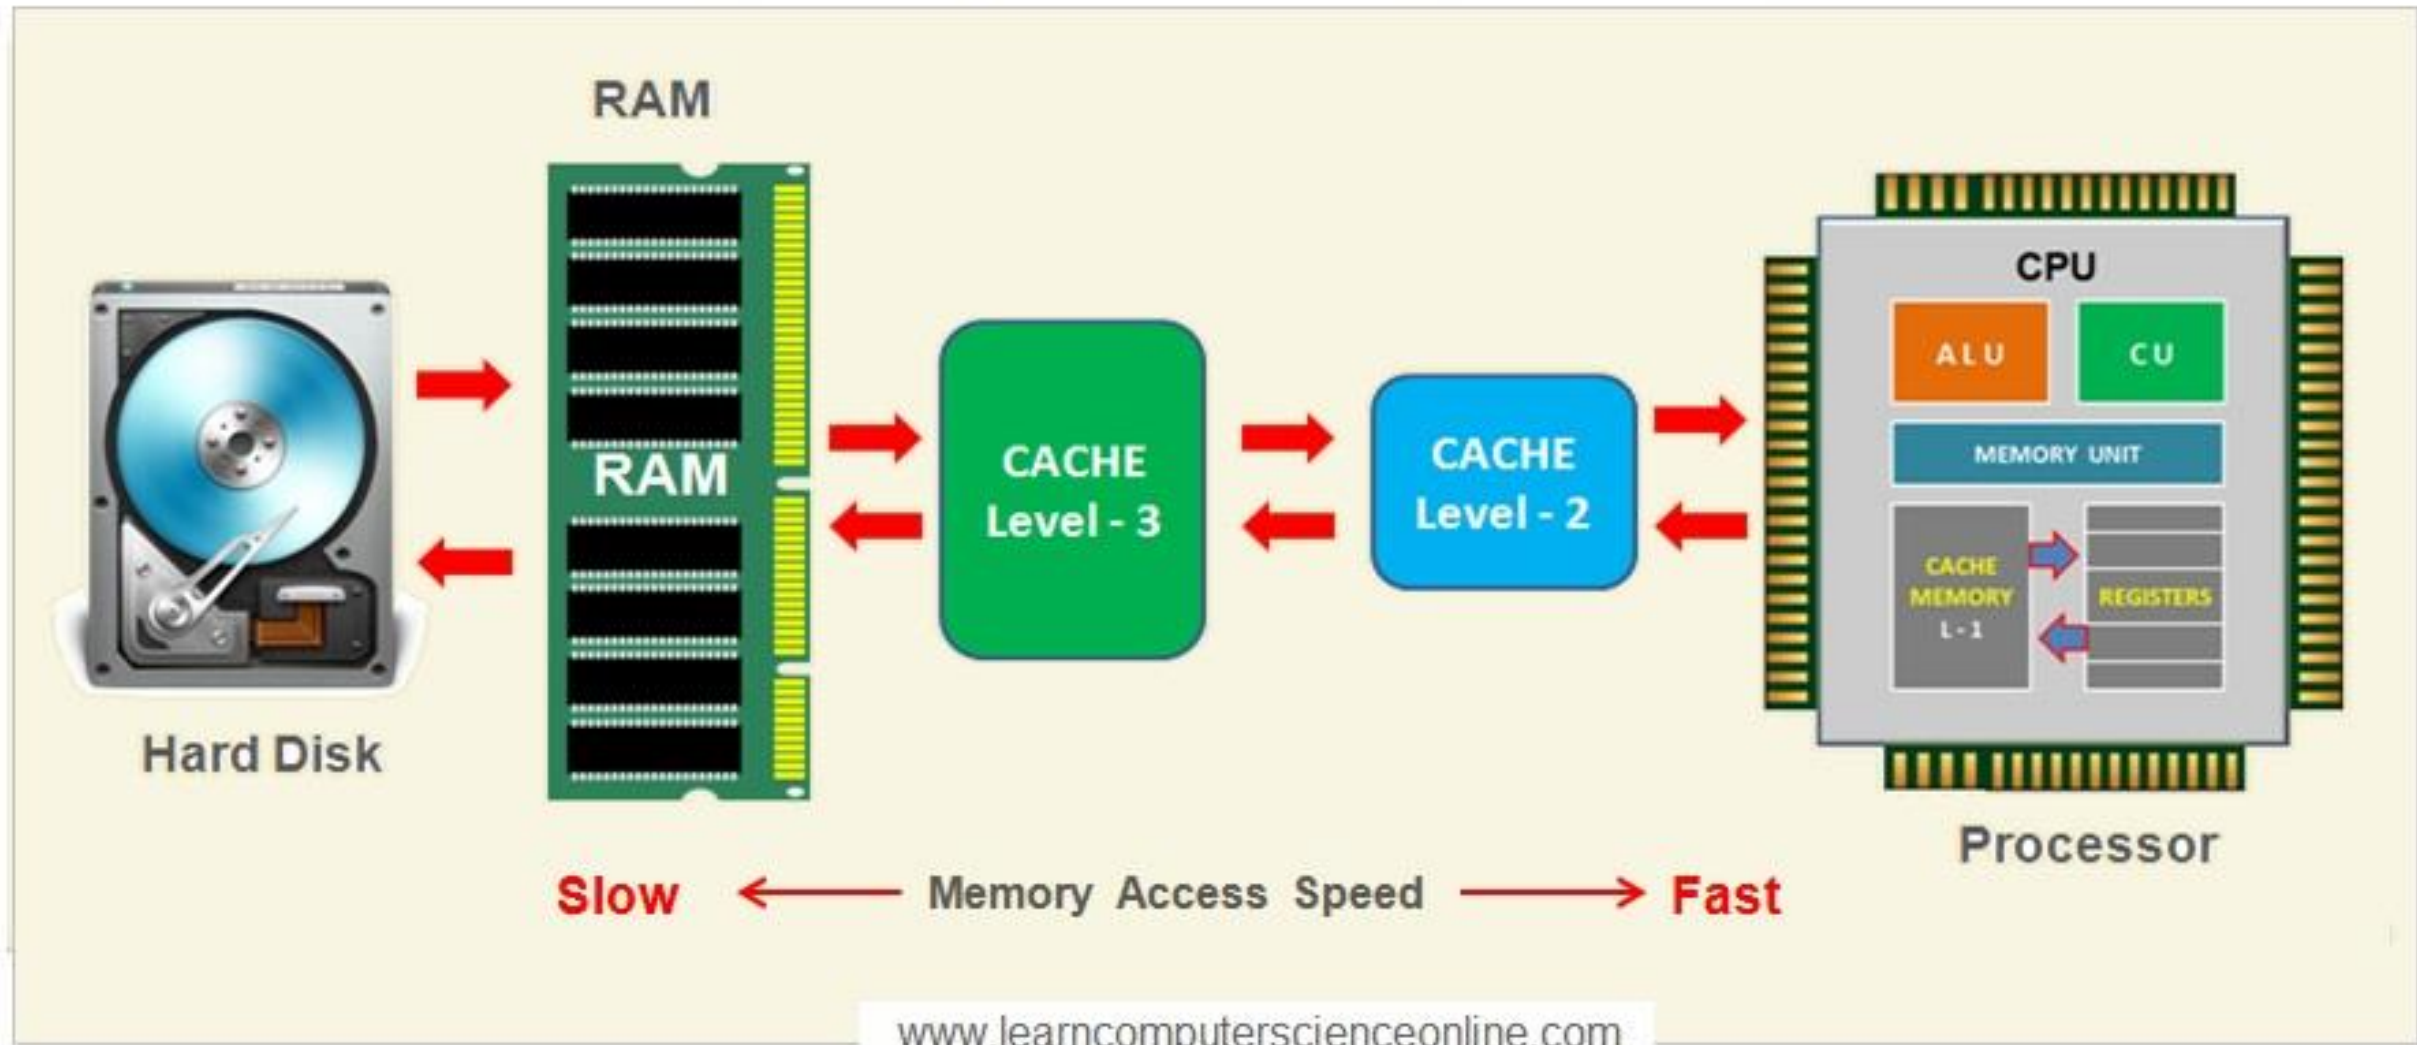 RAM
RAM
Hard Disk
CACHE
Level - 3
CACHE
Level - 2
CPU
ALU
CU
MEMORY UNIT
CACHE
MEMORY
L - 1
REGISTERS
Processor
Slow
Memory Access Speed
Fast
www.learncomputerscienceonline.com